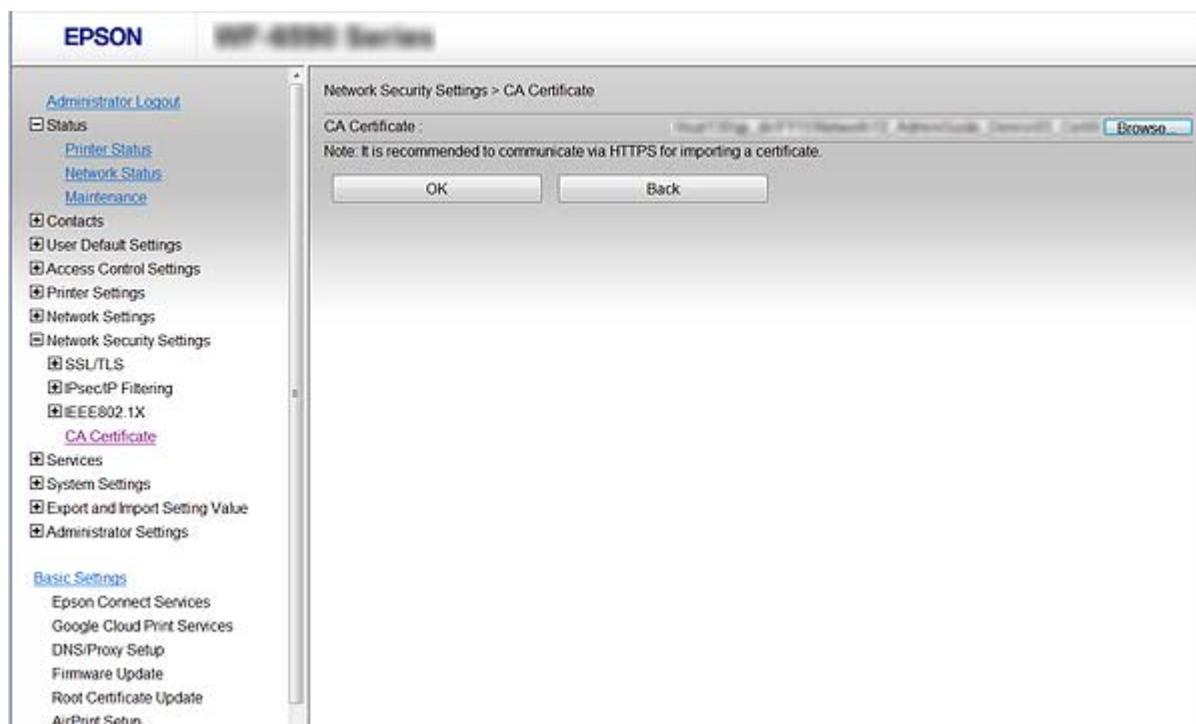 EPSON
Administrator Logout
Status
Printer Status
Network Status
Maintenance
Contacts
User Default Settings
Access Control Settings
Printer Settings
Network Settings
Network Security Settings
SSL/TLS
IPsec/IP Filtering
IEEE802.1X
CA Certificate
Services
System Settings
Export and Import Setting Value
Administrator Settings
Basic Settings
Epson Connect Services
Google Cloud Print Services
DNS/Proxy Setup
Firmware Update
Root Certificate Update
AirPrint Setup
Network Security Settings > CA Certificate
CA Certificate : Browse...
Note: It is recommended to communicate via HTTPS for importing a certificate.
OK Back